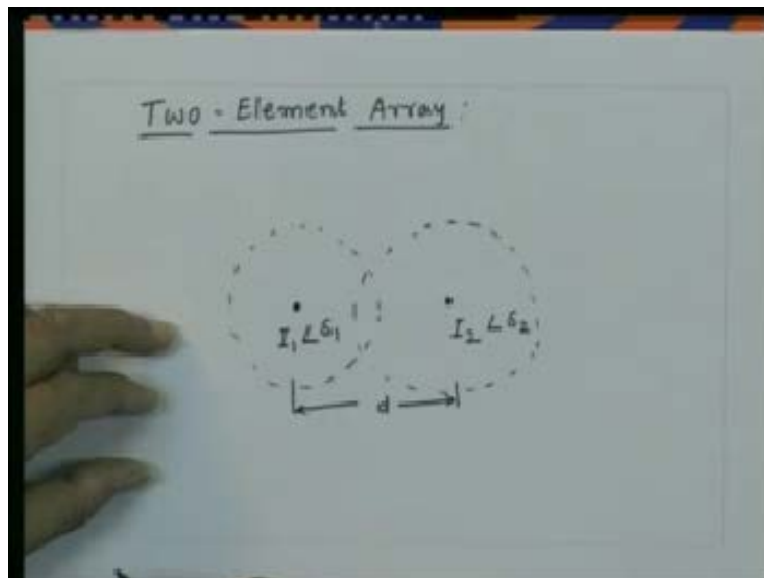 Two-Element Array:
I₁∠δ₁ I₂∠δ₂
d